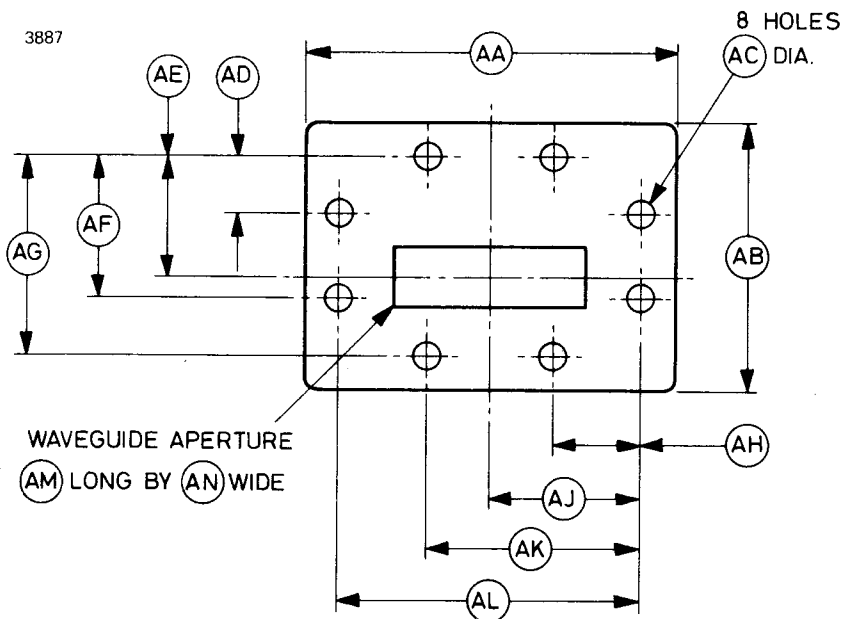 3887
8 HOLES
AC DIA.
AA
AE
AD
AF
AG
AB
WAVEGUIDE APERTURE
AM LONG BY AN WIDE
AH
AJ
AK
AL